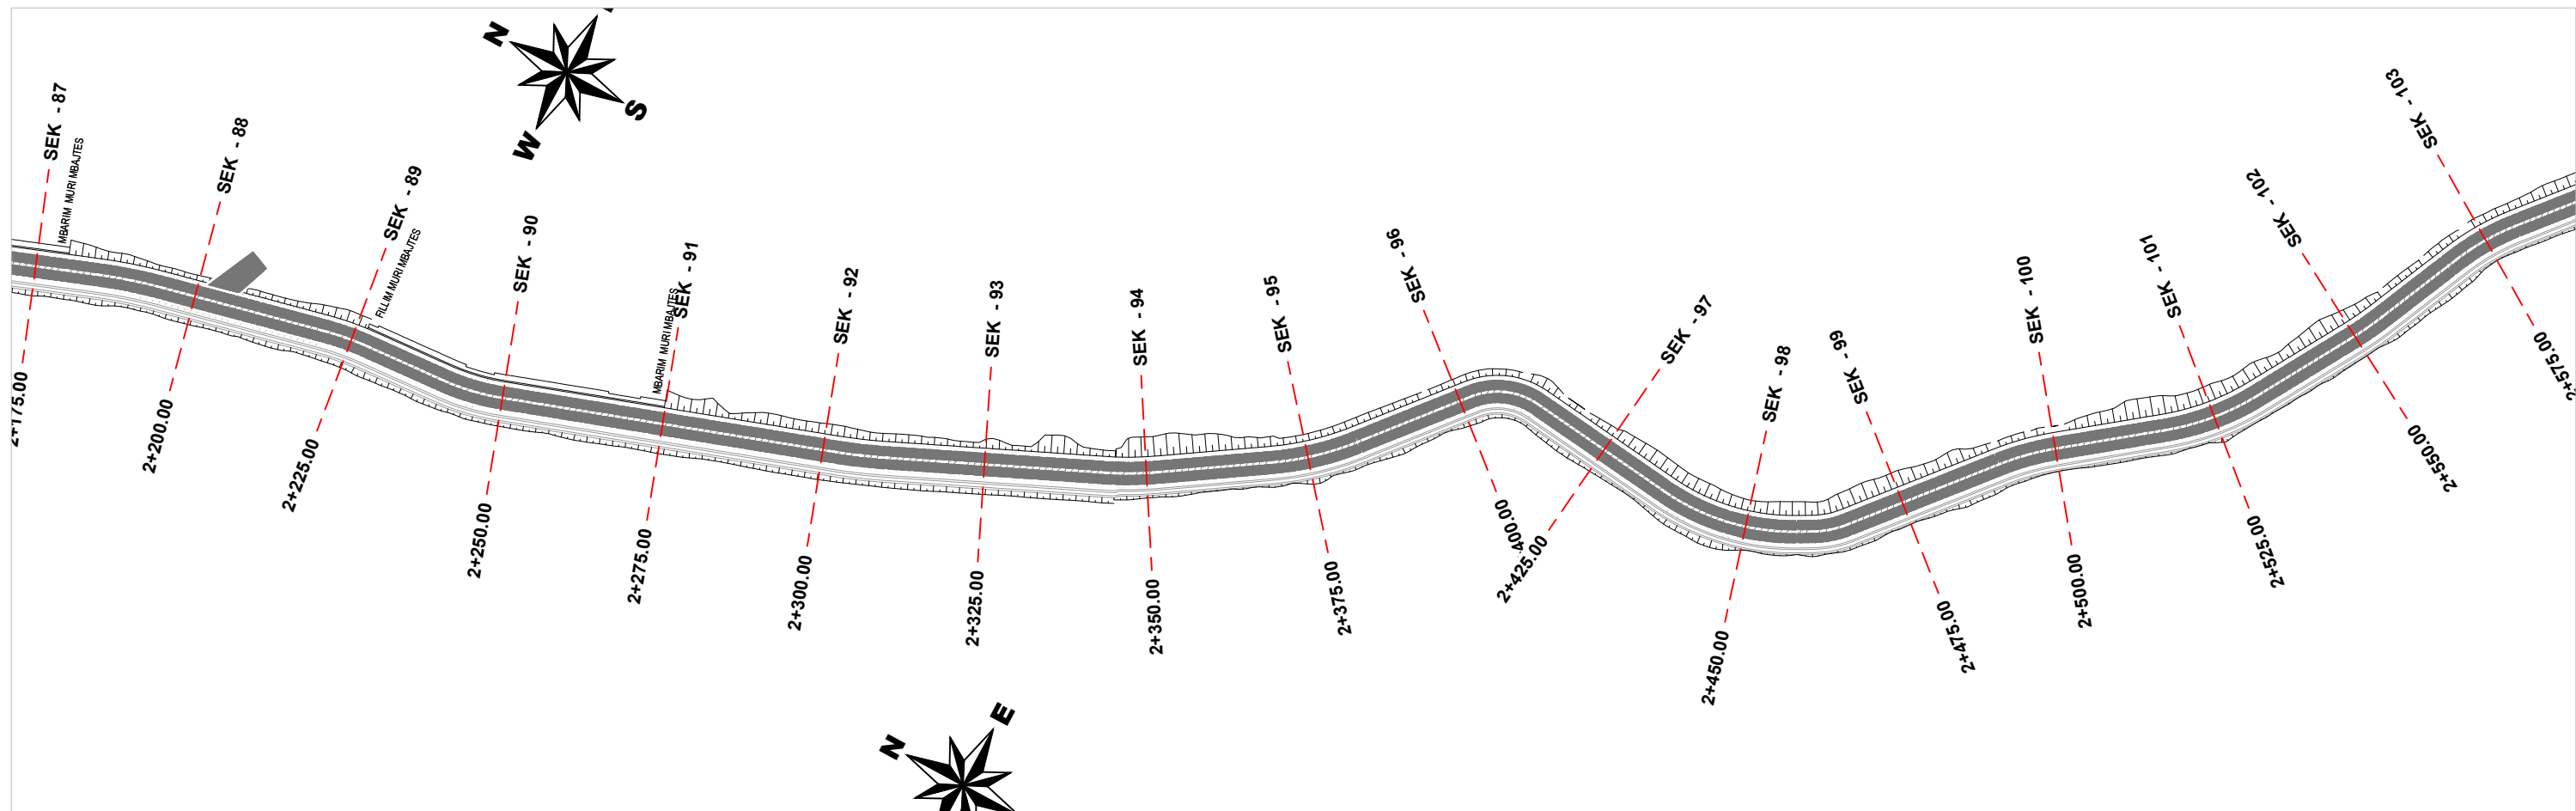 N
S
W
SEK - 87
MBARIM MURI MBAJTES
SEK - 88
SEK - 89
FILLIM MURI MBAJTES
SEK - 90
SEK - 91
MBARIM MURI MBAJTES
SEK - 92
SEK - 93
SEK - 94
SEK - 95
SEK - 96
SEK - 97
SEK - 98
SEK - 99
SEK - 100
SEK - 101
SEK - 102
SEK - 103
2+175.00
2+200.00
2+225.00
2+250.00
2+275.00
2+300.00
2+325.00
2+350.00
2+375.00
400.00
2+425.00
2+450.00
2+475.00
2+500.00
2+525.00
2+550.00
2+575.00
N
E